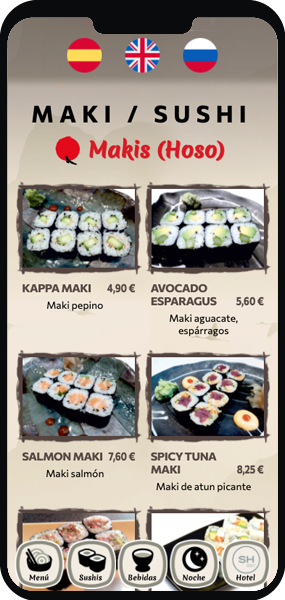 MAKI / SUSHI
Makis (Hoso)
KAPPA MAKI 4,90 €
Maki pepino
AVOCADO
ESPARAGUS 5,60 €
Maki aguacate,
espárragos
SALMON MAKI 7,60 €
Maki salmón
SPICY TUNA
MAKI 8,25 €
Maki de atun picante
Menú
Sushis
Bebidas
Noche
SH
Hotel